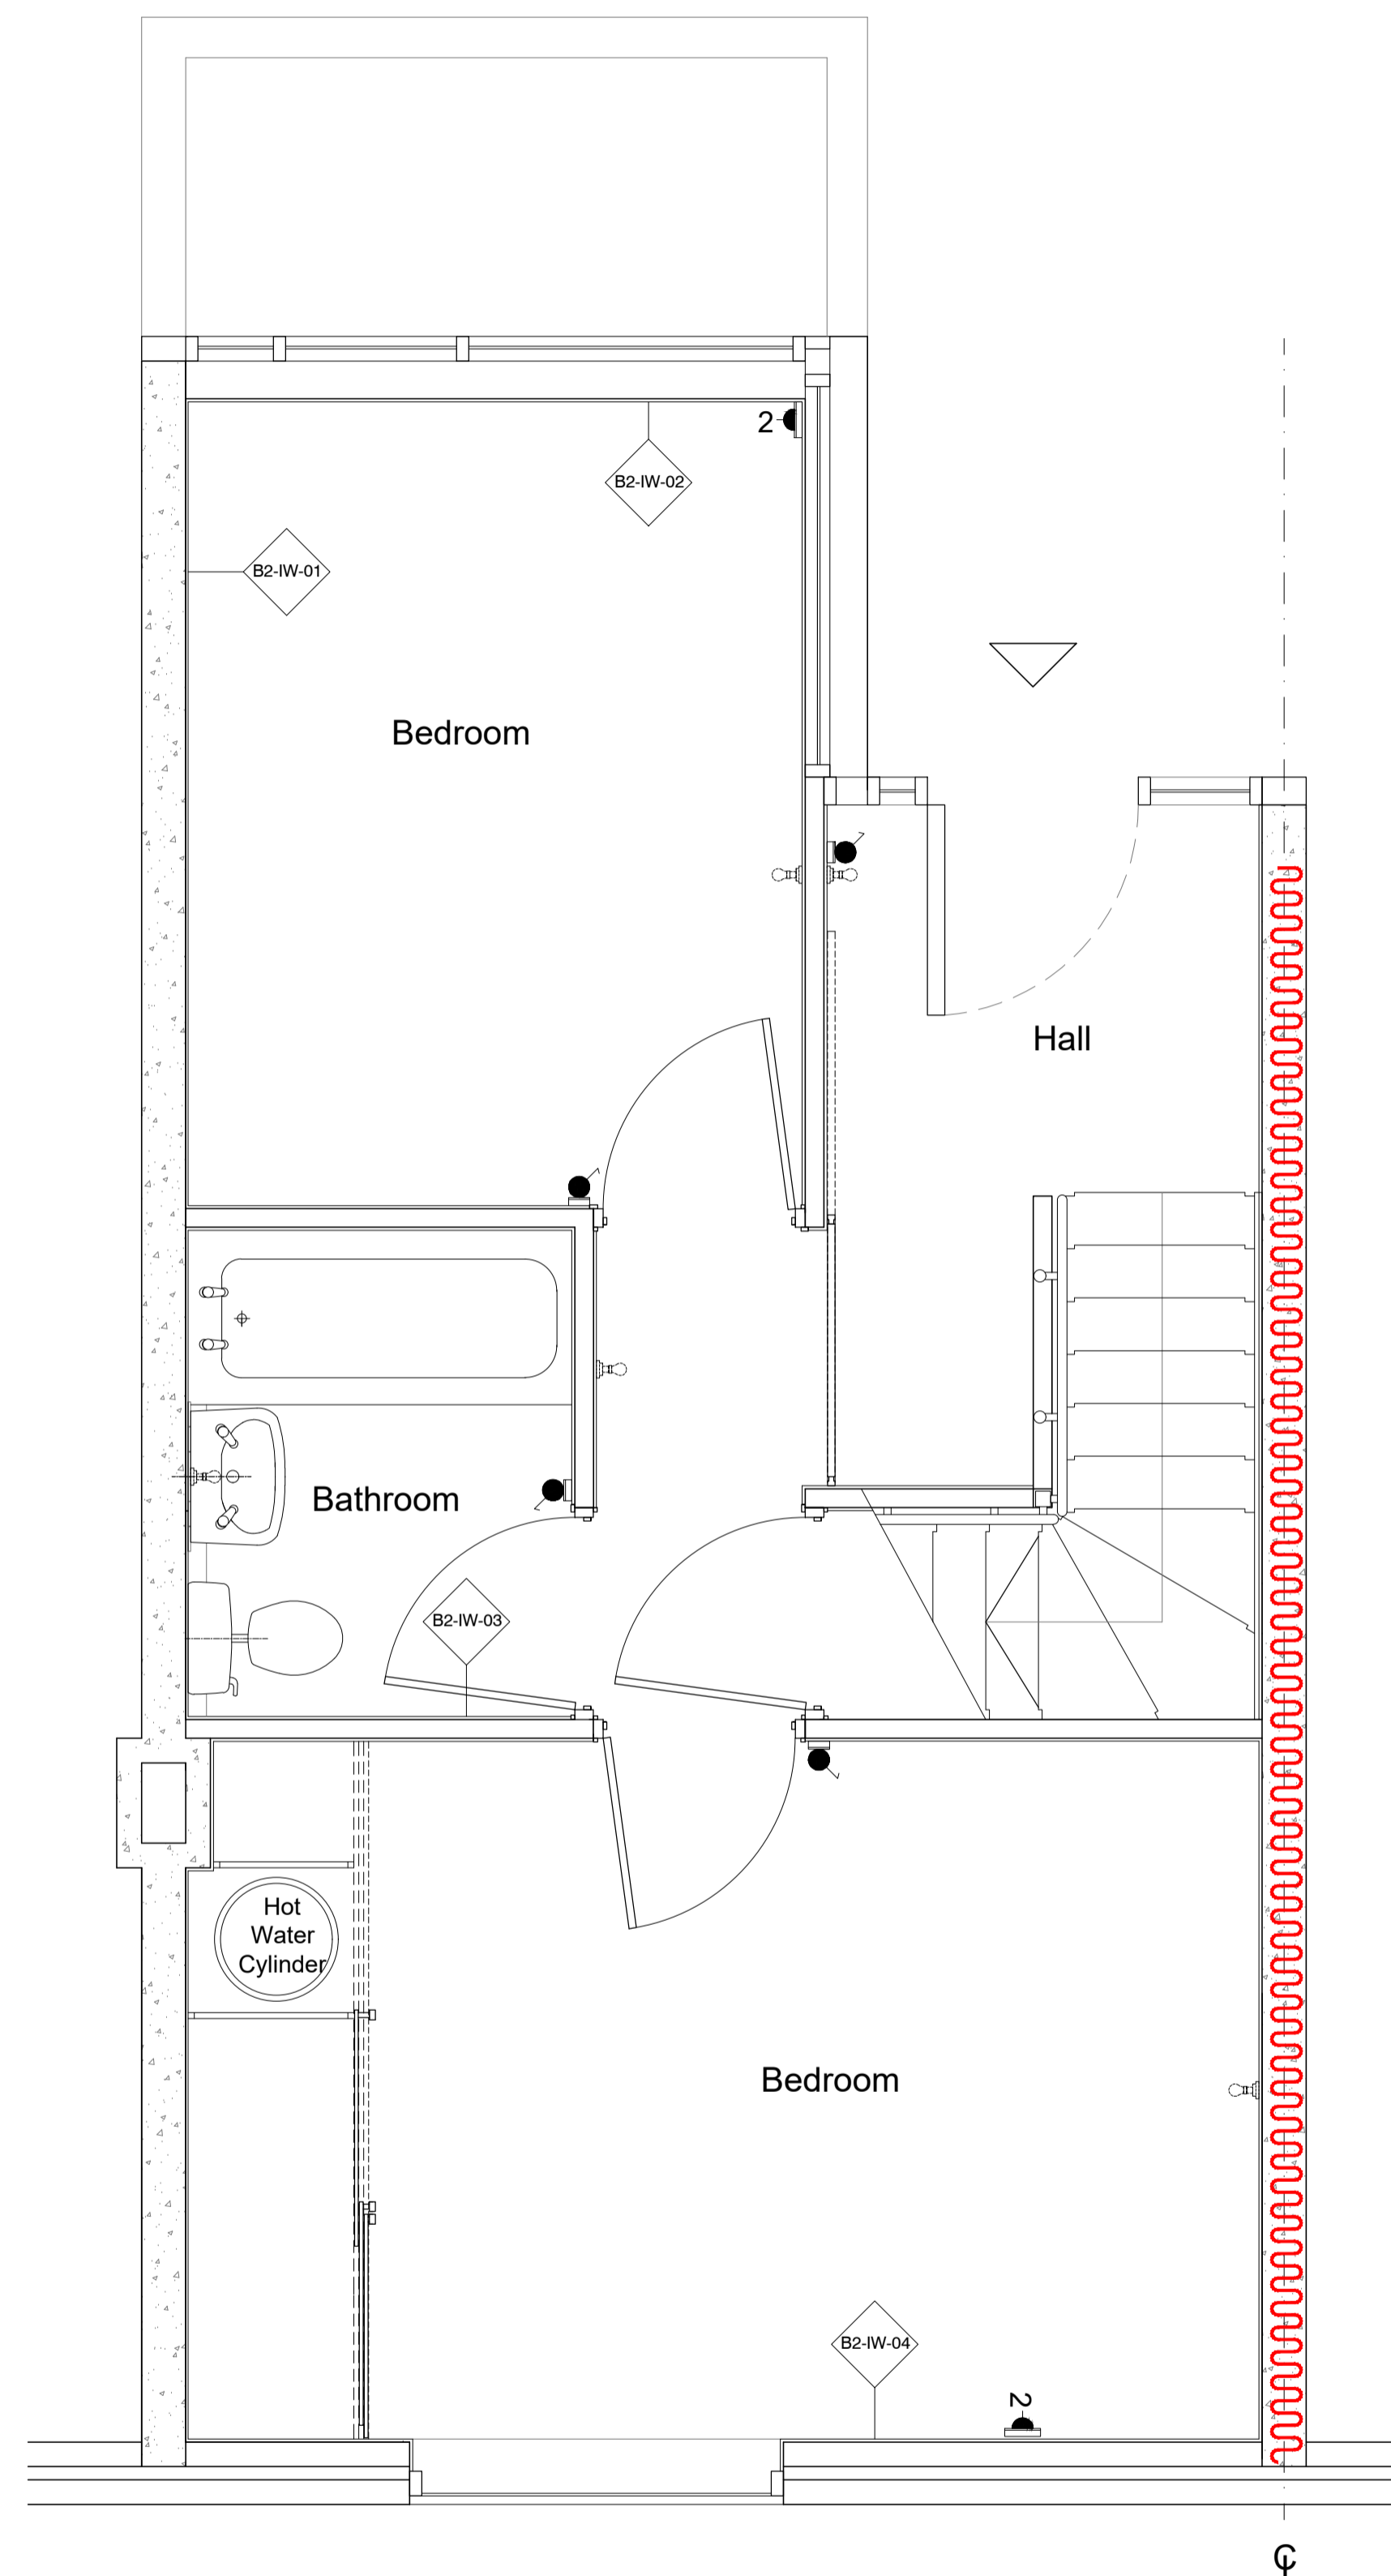 2
B2-IW-02
B2-IW-01
Bedroom
Hall
Bathroom
B2-IW-03
Hot
Water
Cylinder
Bedroom
B2-IW-04
2
℄